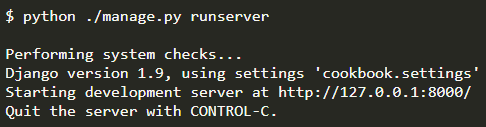 $ python ./manage.py runserver
Performing system checks...
Django version 1.9, using settings 'cookbook.settings'
Starting development server at http://127.0.0.1:8000/
Quit the server with CONTROL-C.